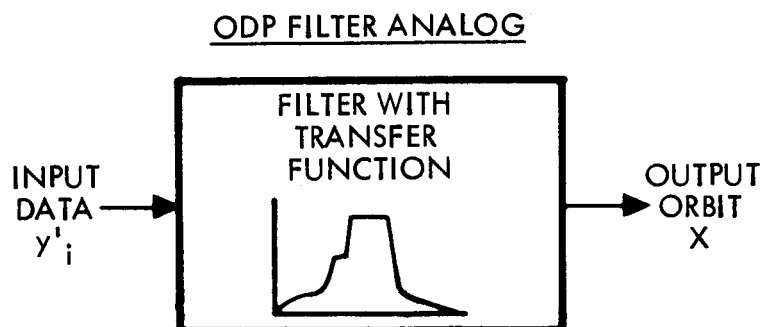 ODP FILTER ANALOG
FILTER WITH
TRANSFER
FUNCTION
INPUT
DATA
y'i
OUTPUT
ORBIT
X